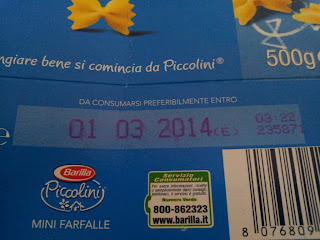 ngiare bene si comincia da Piccolini®
500g
DA CONSUMARSI PREFERIBILMENTE ENTRO
01 03 2014 (E) 03:22
235871
Barilla
Piccolini
MINI FARFALLE
Servizio
Consumatori
Numero Verde
800-862323
www.barilla.it
8 076809